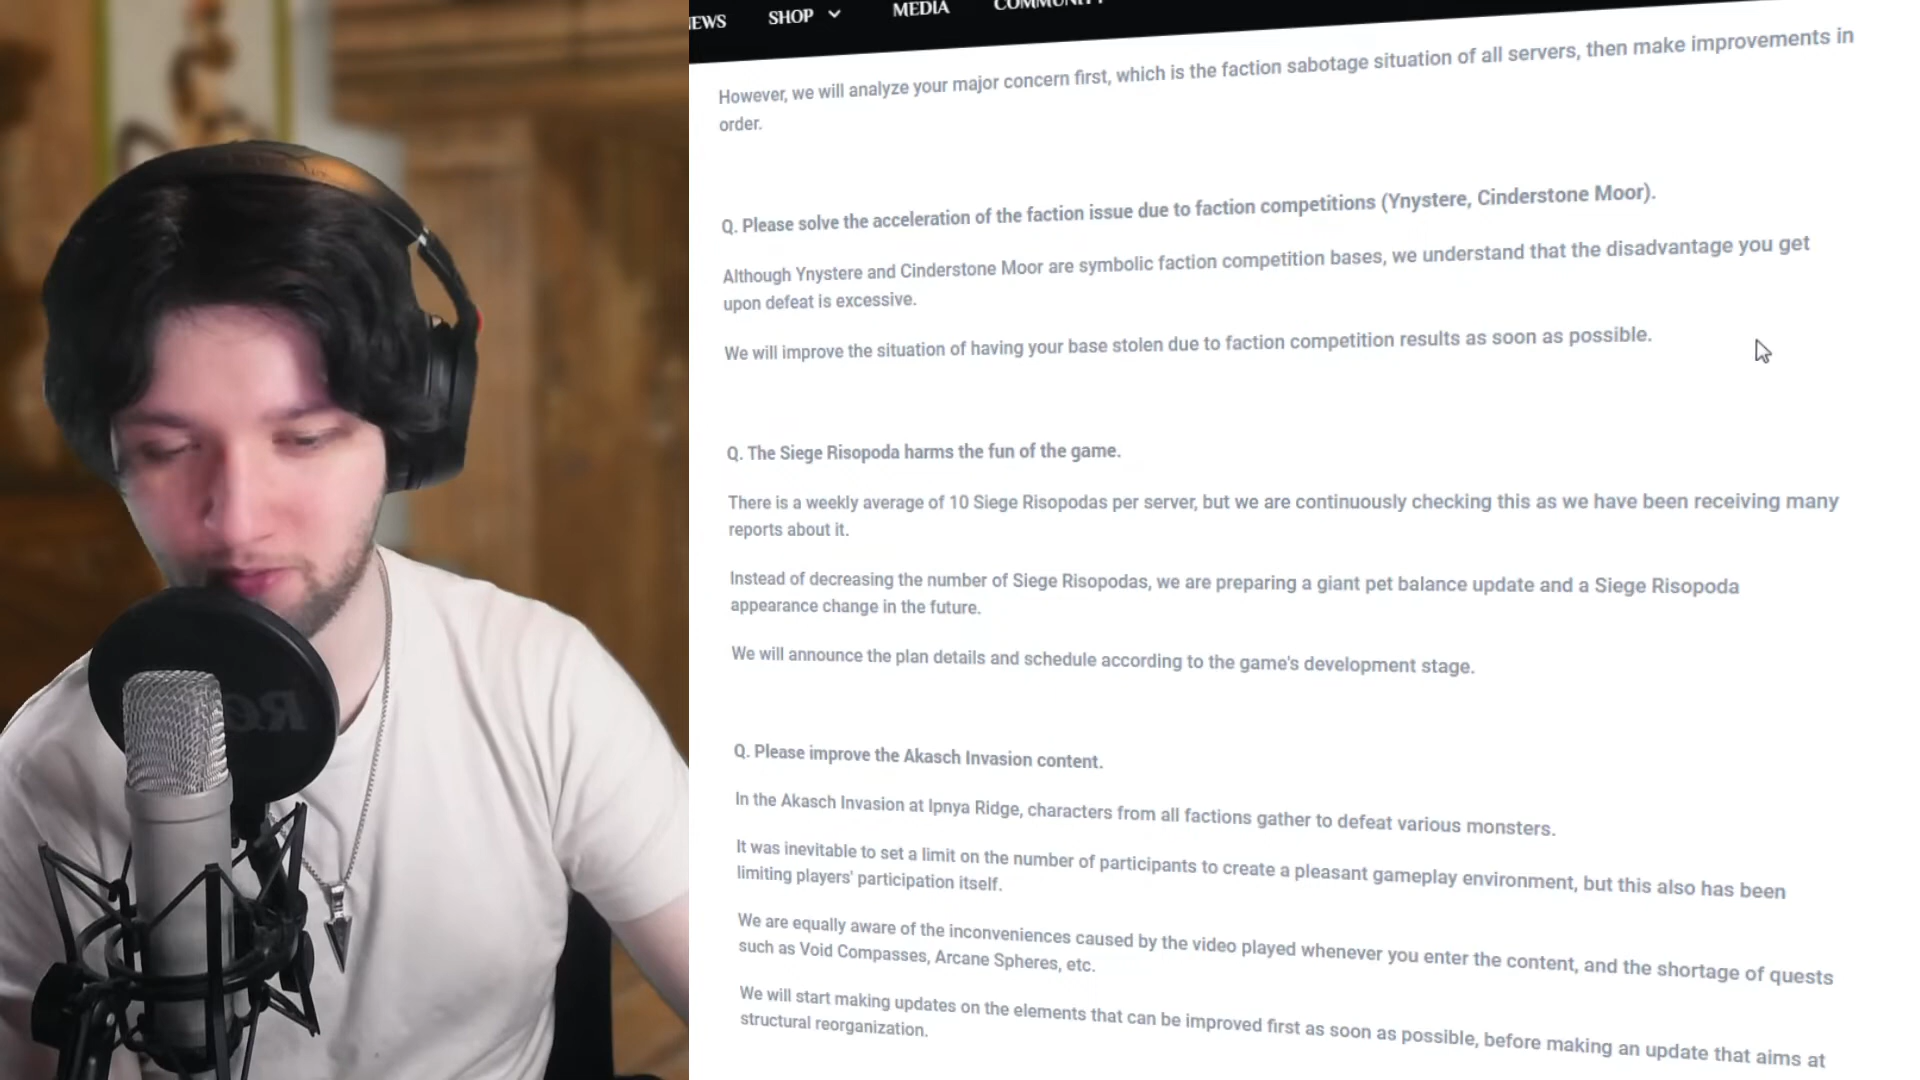 EWS
SHOP
MEDIA
COMMUNITY
However, we will analyze your major concern first, which is the faction sabotage situation of all servers, then make improvements in
order.
Q. Please solve the acceleration of the faction issue due to faction competitions (Ynystere, Cinderstone Moor).
Although Ynystere and Cinderstone Moor are symbolic faction competition bases, we understand that the disadvantage you get
upon defeat is excessive.
We will improve the situation of having your base stolen due to faction competition results as soon as possible.
Q. The Siege Risopoda harms the fun of the game.
There is a weekly average of 10 Siege Risopodas per server, but we are continuously checking this as we have been receiving many
reports about it.
Instead of decreasing the number of Siege Risopodas, we are preparing a giant pet balance update and a Siege Risopoda
appearance change in the future.
We will announce the plan details and schedule according to the game's development stage.
Q. Please improve the Akasch Invasion content.
In the Akasch Invasion at Ipnya Ridge, characters from all factions gather to defeat various monsters.
It was inevitable to set a limit on the number of participants to create a pleasant gameplay environment, but this also has been
limiting players' participation itself.
We are equally aware of the inconveniences caused by the video played whenever you enter the content, and the shortage of quests
such as Void Compasses, Arcane Spheres, etc.
We will start making updates on the elements that can be improved first as soon as possible, before making an update that aims at
structural reorganization.